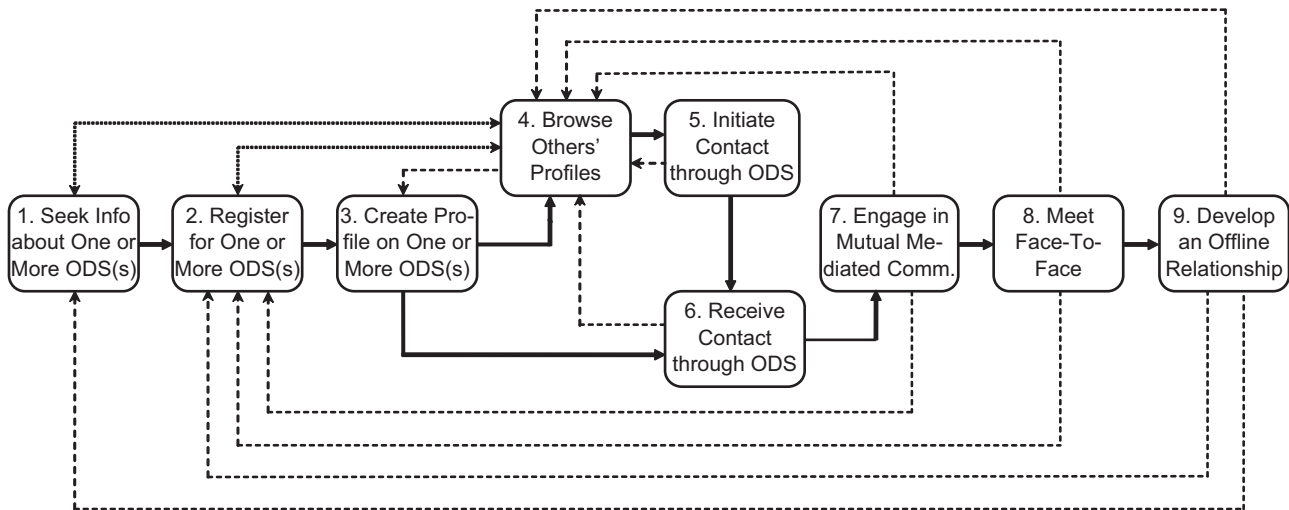 4. Browse
Others'
Profiles
5. Initiate
Contact
through ODS
1. Seek Info
about One or
More ODS(s)
2. Register
for One or
More ODS(s)
3. Create Pro-
file on One or
More ODS(s)
6. Receive
Contact
through ODS
7. Engage in
Mutual Me-
diated Comm.
8. Meet
Face-To-
Face
9. Develop
an Offline
Relationship